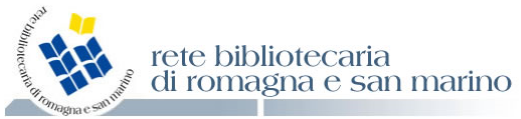 rete bibliotecaria di romagna e san marino
rete bibliotecaria
di romagna e san marino